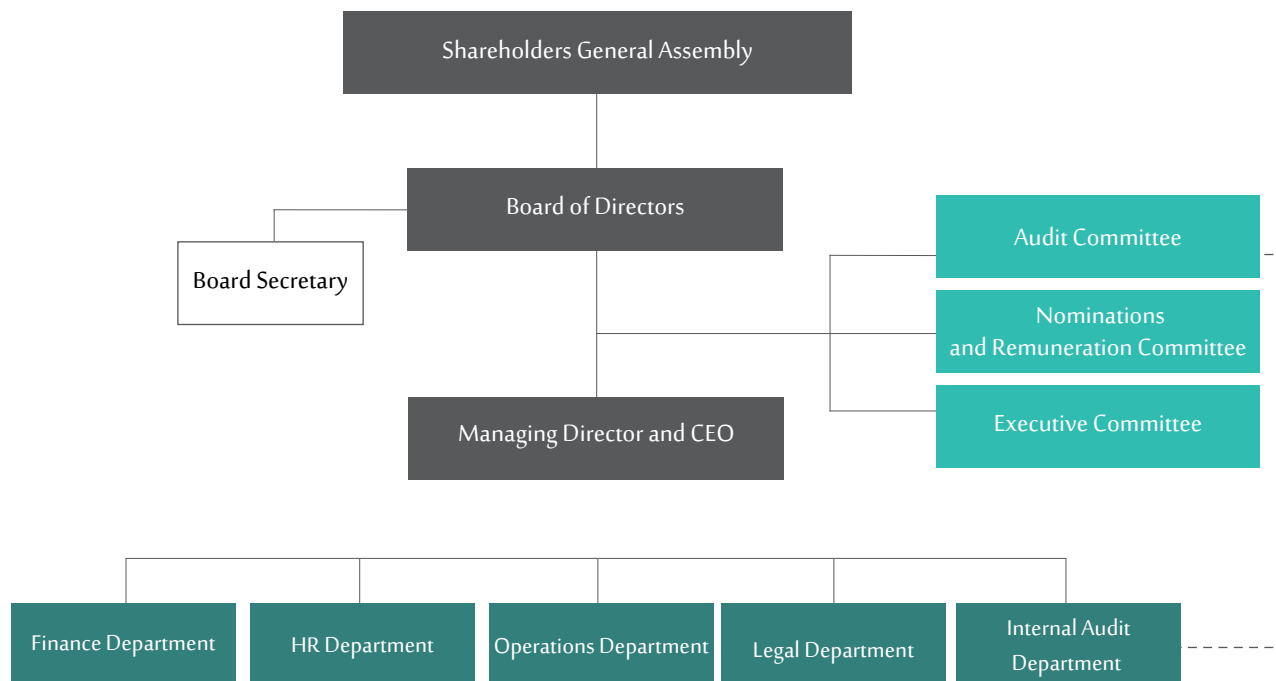 Shareholders General Assembly
Board of Directors
Board Secretary
Audit Committee
Nominations
and Remuneration Committee
Executive Committee
Managing Director and CEO
Finance Department
HR Department
Operations Department
Legal Department
Internal Audit
Department